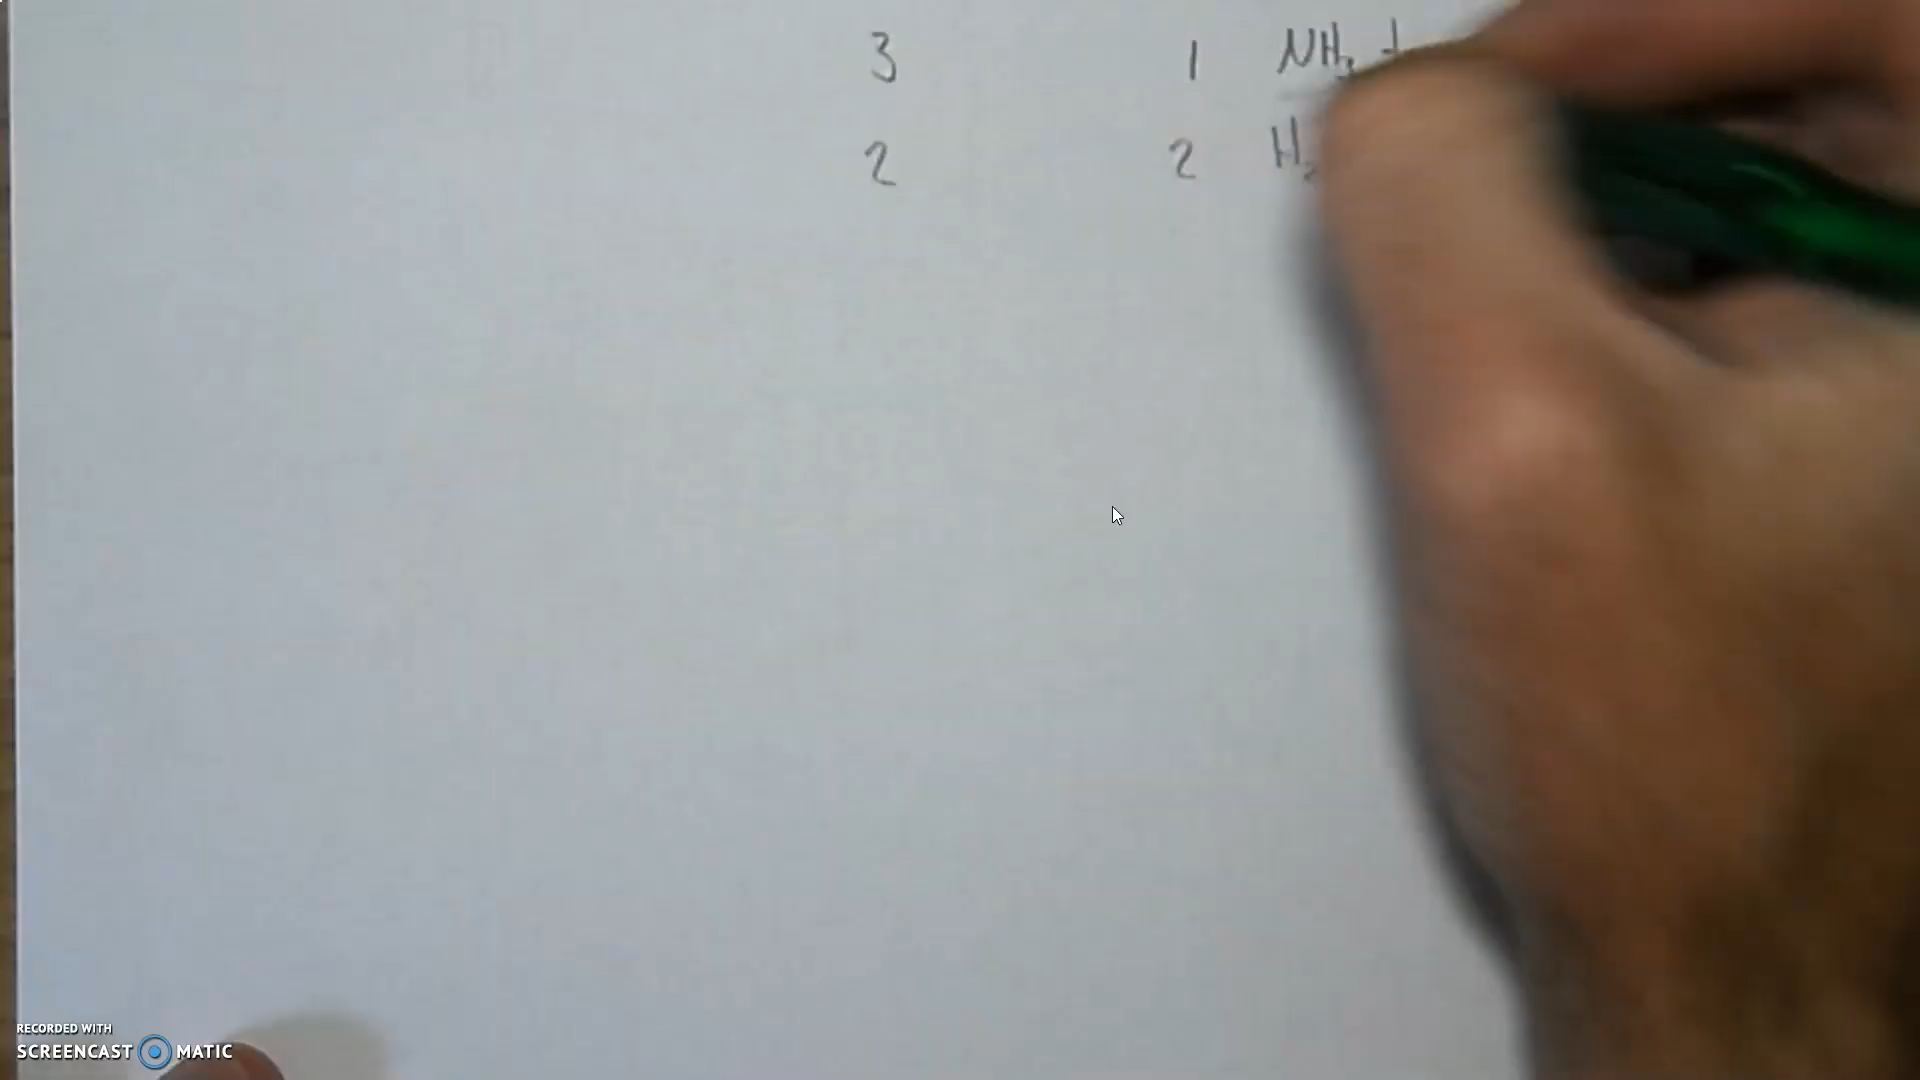 3 1 NH₃ +
2 2 H₂
RECORDED WITH
SCREENCAST MATIC